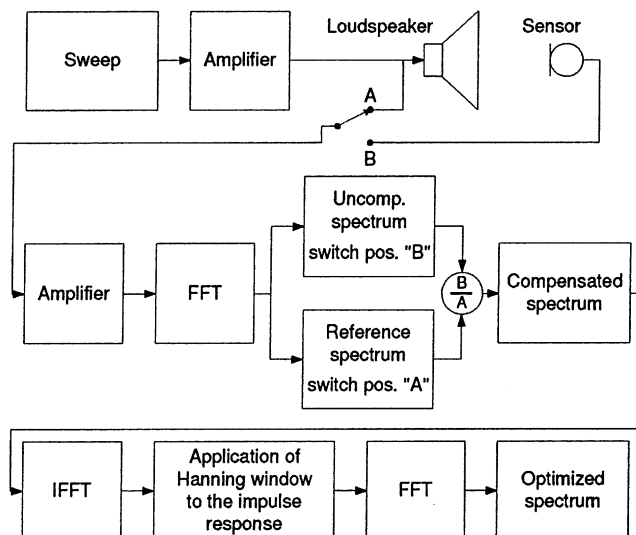 Loudspeaker
Sensor
Sweep
Amplifier
A
B
Uncomp.
spectrum
switch pos. "B"
Amplifier
FFT
B
A
Compensated
spectrum
Reference
spectrum
switch pos. "A"
IFFT
Application of
Hanning window
to the impulse
response
FFT
Optimized
spectrum